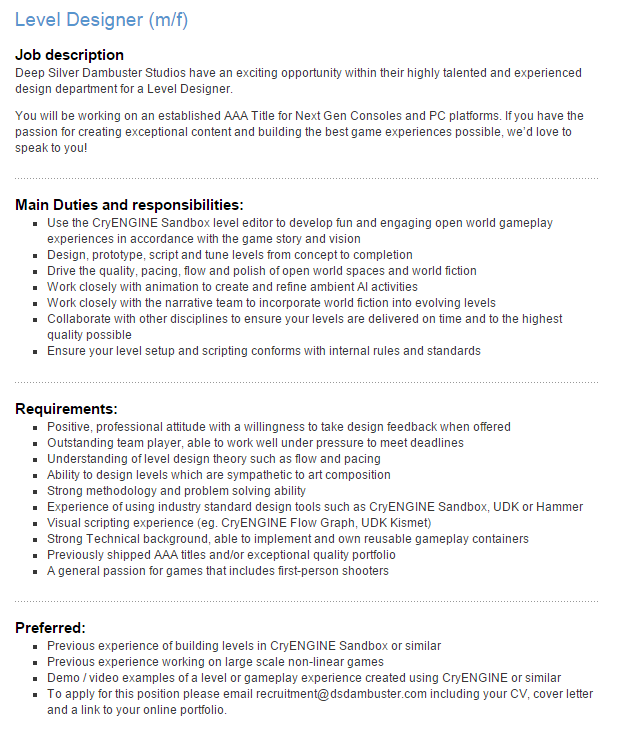 Level Designer (m/f)
Job description
Deep Silver Dambuster Studios have an exciting opportunity within their highly talented and experienced
design department for a Level Designer.
You will be working on an established AAA Title for Next Gen Consoles and PC platforms. If you have the
passion for creating exceptional content and building the best game experiences possible, we'd love to
speak to you!
Main Duties and responsibilities:
Use the CryENGINE Sandbox level editor to develop fun and engaging open world gameplay
experiences in accordance with the game story and vision
Design, prototype, script and tune levels from concept to completion
Drive the quality, pacing, flow and polish of open world spaces and world fiction
Work closely with animation to create and refine ambient AI activities
Work closely with the narrative team to incorporate world fiction into evolving levels
Collaborate with other disciplines to ensure your levels are delivered on time and to the highest
quality possible
Ensure your level setup and scripting conforms with internal rules and standards
Requirements:
Positive, professional attitude with a willingness to take design feedback when offered
Outstanding team player, able to work well under pressure to meet deadlines
Understanding of level design theory such as flow and pacing
Ability to design levels which are sympathetic to art composition
Strong methodology and problem solving ability
Experience of using industry standard design tools such as CryENGINE Sandbox, UDK or Hammer
Visual scripting experience (eg. CryENGINE Flow Graph, UDK Kismet)
Strong Technical background, able to implement and own reusable gameplay containers
Previously shipped AAA titles and/or exceptional quality portfolio
A general passion for games that includes first-person shooters
Preferred:
Previous experience of building levels in CryENGINE Sandbox or similar
Previous experience working on large scale non-linear games
Demo / video examples of a level or gameplay experience created using CryENGINE or similar
To apply for this position please email recruitment@dsdambuster.com including your CV, cover letter
and a link to your online portfolio.